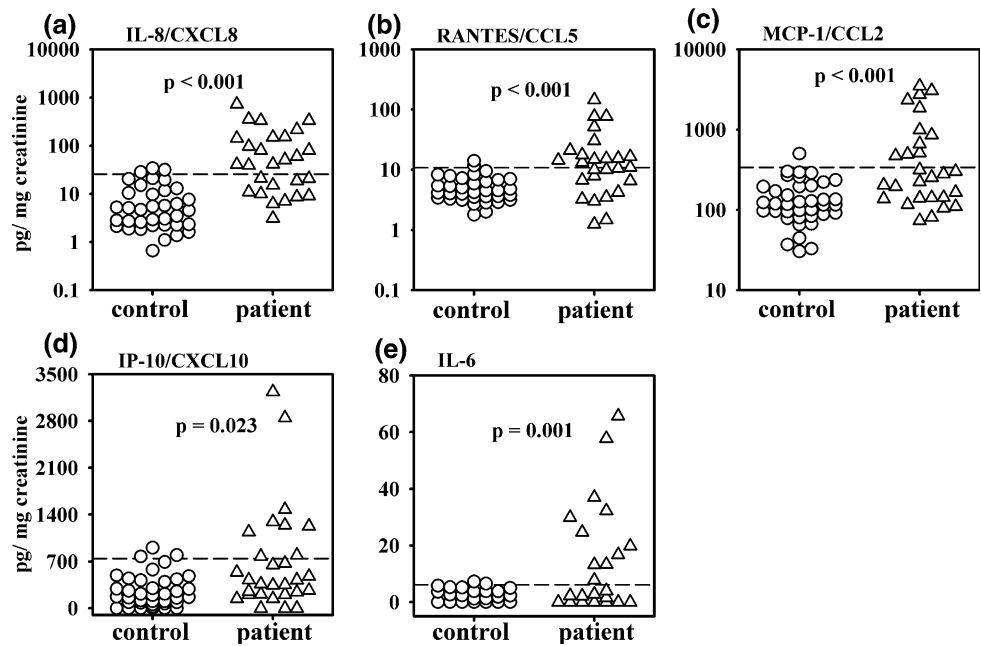 (a)
IL-8/CXCL8
10000
1000
100
10
1
0.1
pg/ mg creatinine
p < 0.001
control patient
(b)
RANTES/CCL5
1000
100
10
1
0.1
p < 0.001
control patient
(c)
MCP-1/CCL2
10000
1000
100
10
p < 0.001
control patient
(d)
IP-10/CXCL10
3500
2800
2100
1400
700
0
pg/ mg creatinine
p = 0.023
control patient
(e)
IL-6
80
60
40
20
0
p = 0.001
control patient